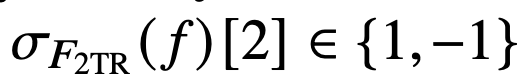 σ_{F_{2TR}}(f)[2] ∈ {1, −1}